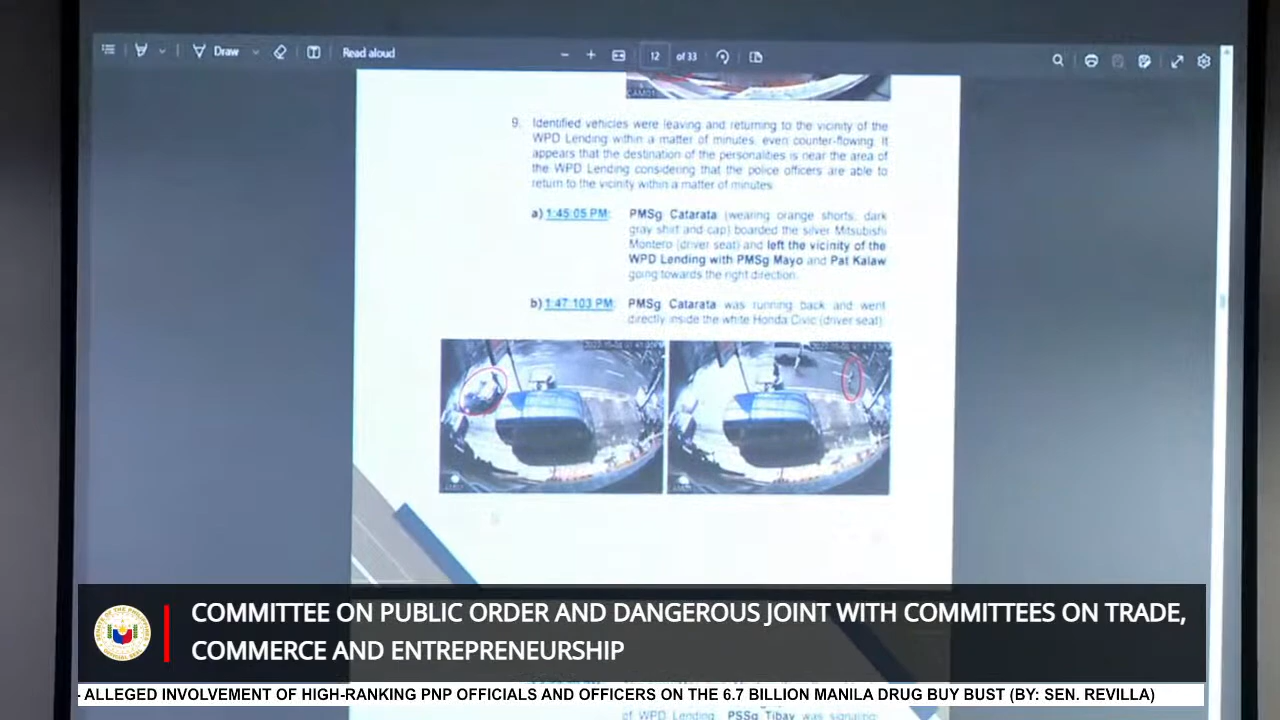 Draw
Read aloud
12 of 33
9. Identified vehicles were leaving and returning to the vicinity of the
WPD Lending within a matter of minutes, even counter-flowing. It
appears that the destination of the personalities is near the area of
the WPD Lending considering that the police officers are able to
return to the vicinity within a matter of minutes
a) 1:45:05 PM: PMSg Catarata (wearing orange shorts, dark
gray shirt and cap) boarded the silver Mitsubishi
Montero (driver seat) and left the vicinity of the
WPD Lending with PMSg Mayo and Pat Kalaw
going towards the right direction.
b) 1:47:103 PM: PMSg Catarata was running back and went
directly inside the white Honda Civic (driver seat)
COMMITTEE ON PUBLIC ORDER AND DANGEROUS JOINT WITH COMMITTEES ON TRADE,
COMMERCE AND ENTREPRENEURSHIP
- ALLEGED INVOLVEMENT OF HIGH-RANKING PNP OFFICIALS AND OFFICERS ON THE 6.7 BILLION MANILA DRUG BUY BUST (BY: SEN. REVILLA)
of WPD Lending. PSSg Tibay was signaling